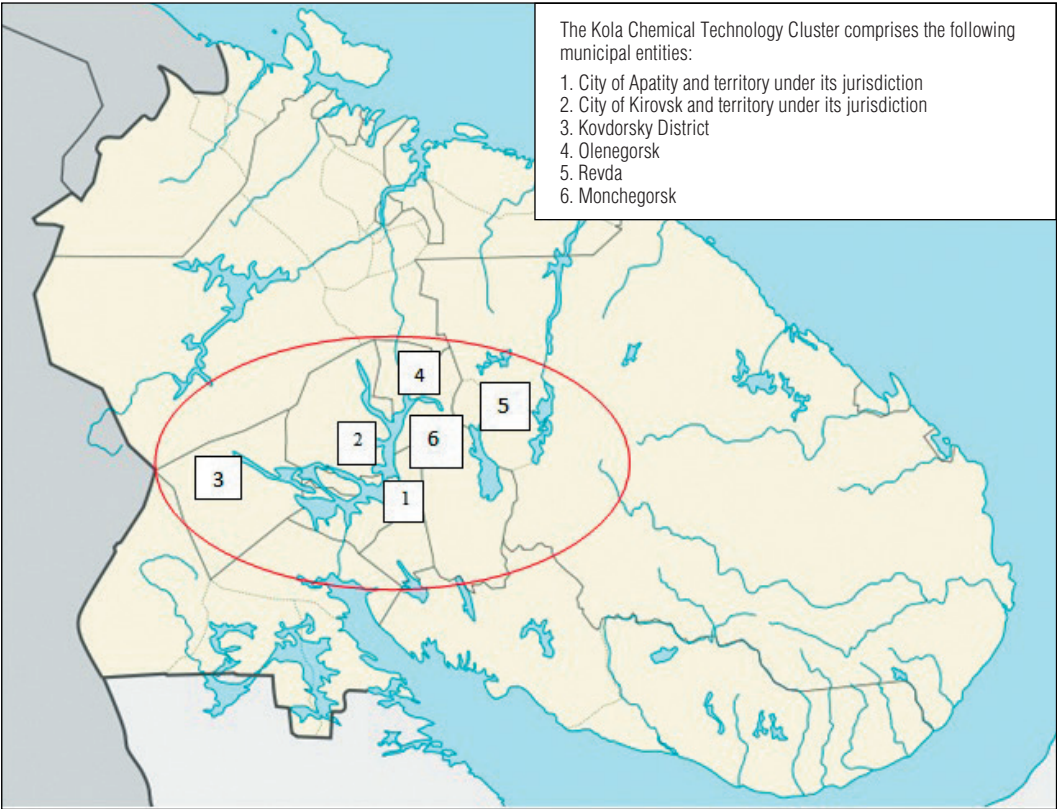 The Kola Chemical Technology Cluster comprises the following
municipal entities:
1. City of Apatity and territory under its jurisdiction
2. City of Kirovsk and territory under its jurisdiction
3. Kovdorsky District
4. Olenegorsk
5. Revda
6. Monchegorsk
4
5
2
6
3
1